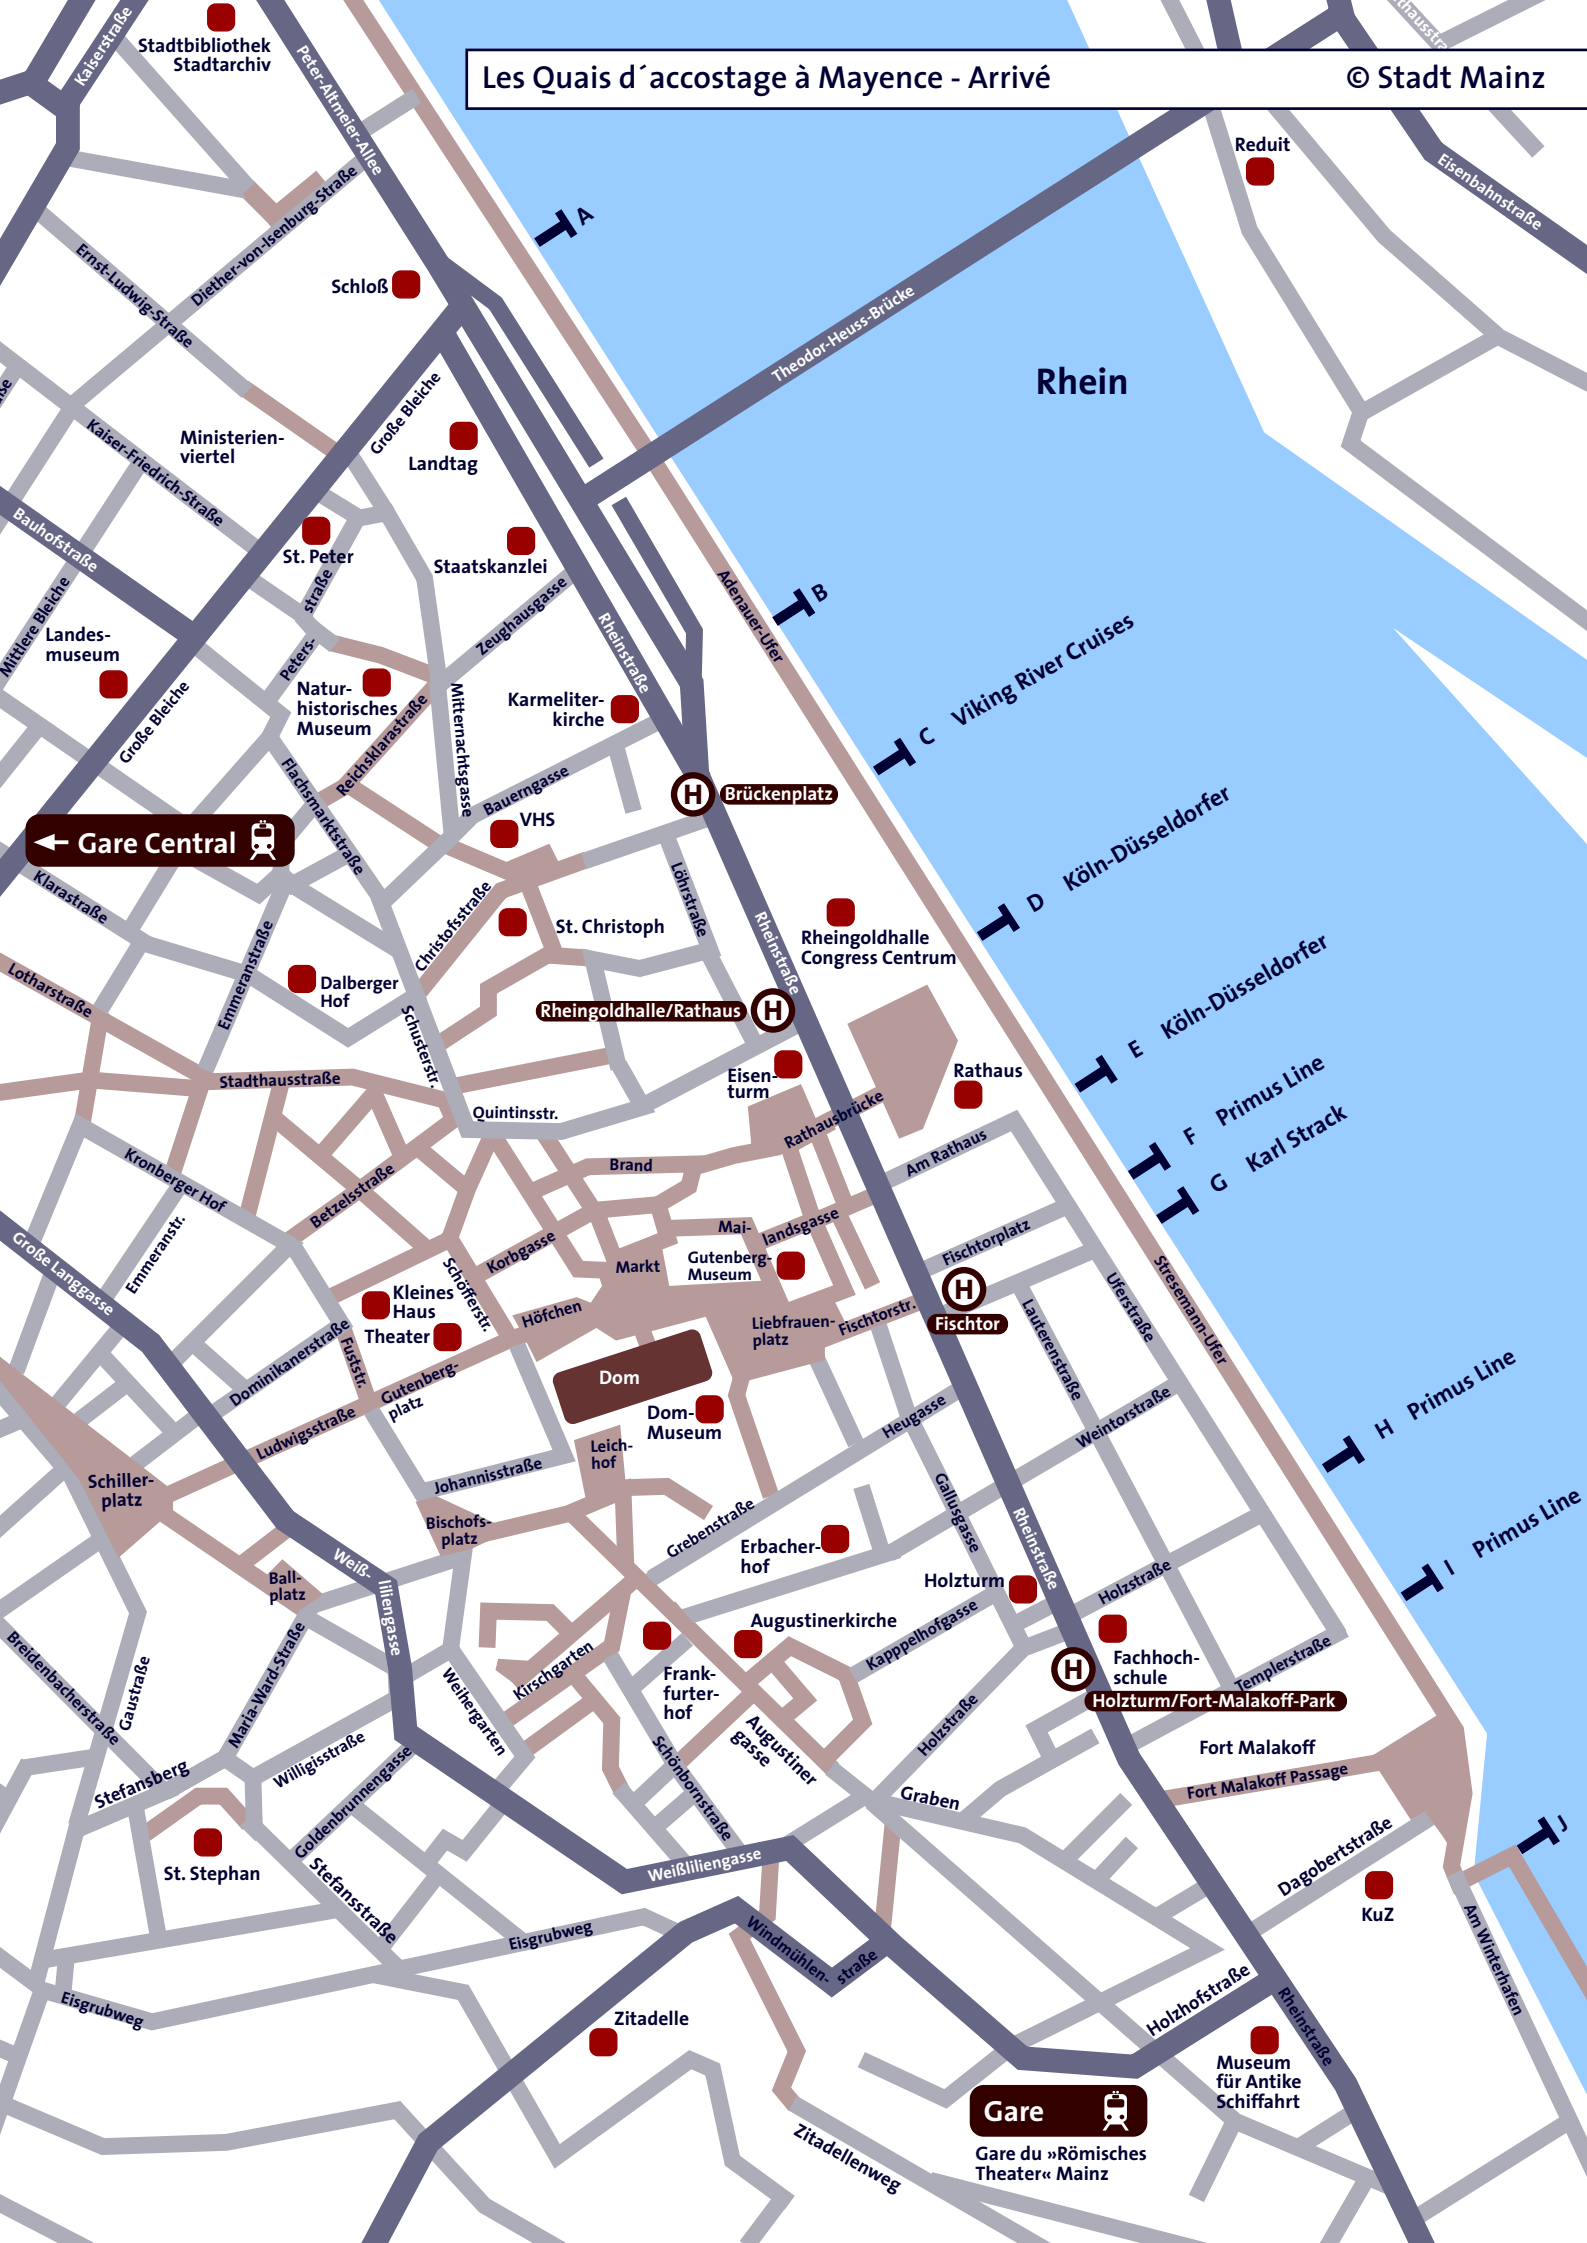 Les Quais d´accostage à Mayence - Arrivé
© Stadt Mainz
Kaiserstraße
Stadtbibliothek
Stadtarchiv
Peter-Altmeier-Allee
Reduit
Eisenbahnstraße
A
Diether-von-Isenburg-Straße
Ernst-Ludwig-Straße
Schloß
Theodor-Heuss-Brücke
Rhein
Große Bleiche
Ministerien-
viertel
Kaiser-Friedrich-Straße
Landtag
Bauhofstraße
St. Peter
Staatskanzlei
Mittlere Bleiche
Peters-
straße
Zeughausgasse
Rheinstraße
Adenauer-Ufer
B
C Viking River Cruises
Landes-
museum
Große Bleiche
Natur-
historisches
Museum
Reichsklarastraße
Mitternachtsgasse
Karmeliter-
kirche
Bauerngasse
H
Brückenplatz
VHS
Flachsmarktstraße
← Gare Central
D Köln-Düsseldorfer
Klarastraße
Löhrstraße
Christofsstraße
St. Christoph
Rheinstraße
Rheingoldhalle
Congress Centrum
Emmeranstraße
Lotharstraße
Dalberger
Hof
Schusterstr.
Rheingoldhalle/Rathaus
H
E Köln-Düsseldorfer
Stadthausstraße
Quintinsstr.
Eisen-
turm
Rathaus
Rathausbrücke
F Primus Line
G Karl Strack
Am Rathaus
Kronberger Hof
Brand
Betzelsstraße
Emmeranstr.
Große Langgasse
Korbgasse
Schöfferstr.
Markt
Mai-
landsgasse
Gutenberg-
Museum
Fischtorplatz
H
Fischtor
Stresemann-Ufer
Uferstraße
Kleines
Haus
Theater
Höfchen
Liebfrauen-
platz
Fischtorstr.
Lauterenstraße
Dominikanerstraße
Fuststr.
Gutenberg-
platz
Dom
Dom-
Museum
Heugasse
Weintorstraße
H Primus Line
Ludwigsstraße
Leich-
hof
Johannisstraße
Schiller-
platz
Bischofs-
platz
Grebenstraße
Gallusgasse
Rheinstraße
Erbacher-
hof
I Primus Line
Weiß-
liliengasse
Ball-
platz
Holzturm
Holzstraße
Augustinerkirche
Kapppelhofgasse
Fachhoch-
schule
H
Holzturm/Fort-Malakoff-Park
Templerstraße
Breidenbacherstraße
Gaustraße
Maria-Ward-Straße
Kirschgarten
Weihergarten
Frank-
furter-
hof
Augustiner
gasse
Schönbornstraße
Holzstraße
Fort Malakoff
Fort Malakoff Passage
Stefansberg
Willigisstraße
Goldenbrunnengasse
Graben
Dagobertstraße
J
St. Stephan
Weißliliengasse
Stefansstraße
KuZ
Am Winterhafen
Eisgrubweg
Windmühlen-
straße
Eisgrubweg
Zitadelle
Holzhofstraße
Rheinstraße
Museum
für Antike
Schiffahrt
Gare
Gare du »Römisches
Theater« Mainz
Zitadellenweg